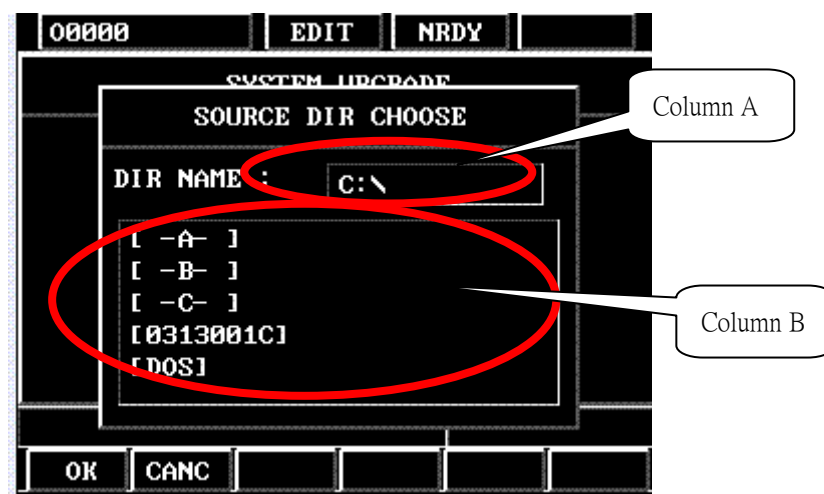 O0000 EDIT NRDY
SYSTEM UPGRADE
SOURCE DIR CHOOSE
Column A
DIR NAME : C:\
[ -A- ]
[ -B- ]
[ -C- ]
[0313001C]
[DOS]
Column B
OK CANC